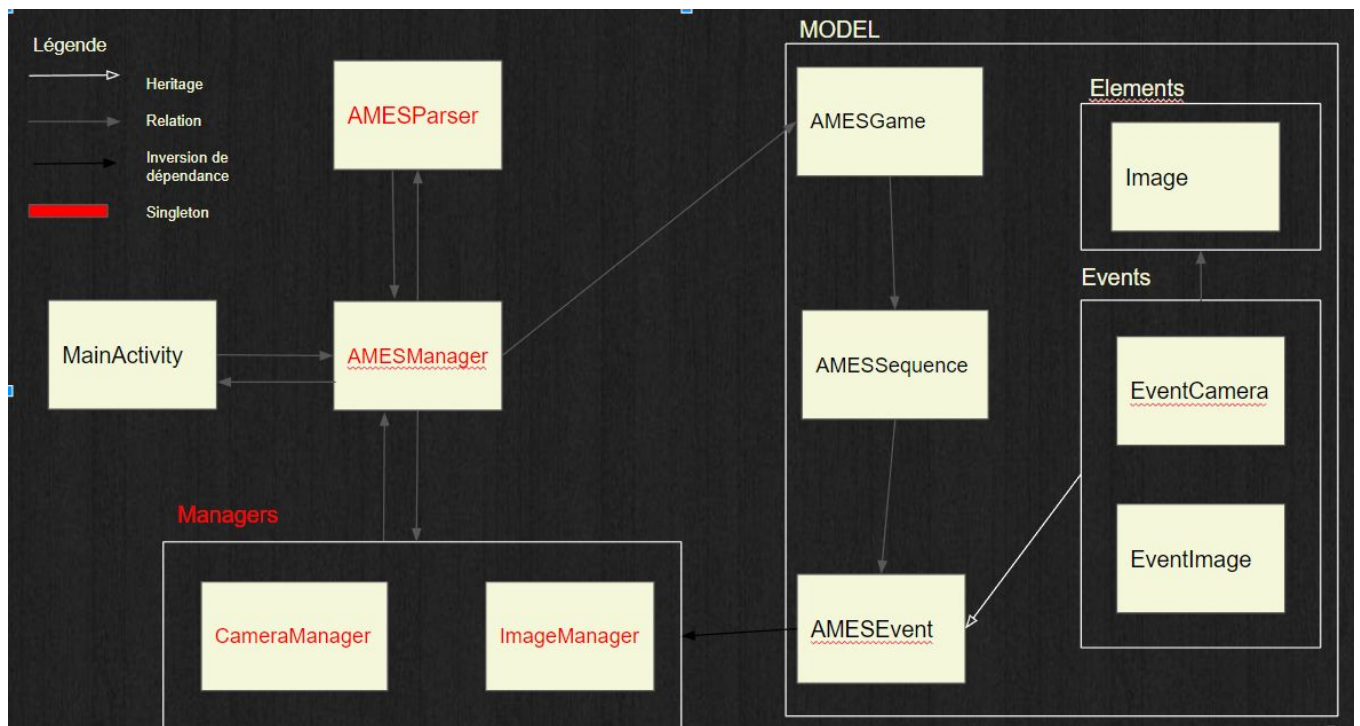 Légende
Heritage
Relation
Inversion de
dépendance
Singleton
AMESParser
MainActivity
AMESManager
Managers
CameraManager
ImageManager
MODEL
AMESGame
AMESSequence
AMESEvent
Elements
Image
Events
EventCamera
EventImage